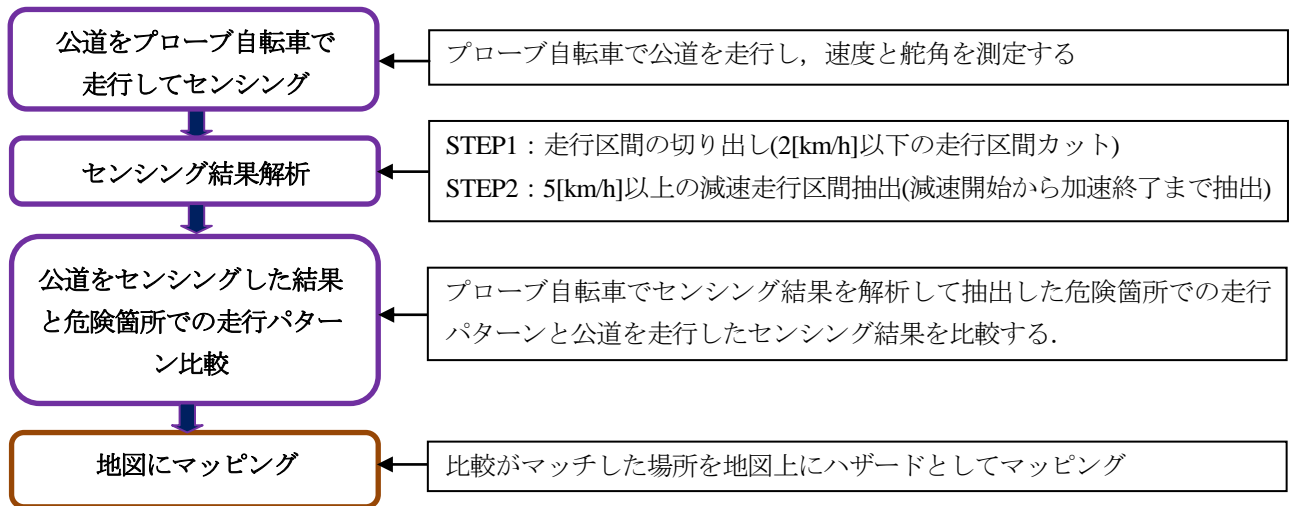 公道をプローブ自転車で
走行してセンシング
プローブ自転車で公道を走行し，速度と舵角を測定する
センシング結果解析
STEP1：走行区間の切り出し(2[km/h]以下の走行区間カット)
STEP2：5[km/h]以上の減速走行区間抽出(減速開始から加速終了まで抽出)
公道をセンシングした結果
と危険箇所での走行パター
ン比較
プローブ自転車でセンシング結果を解析して抽出した危険箇所での走行
パターンと公道を走行したセンシング結果を比較する．
地図にマッピング
比較がマッチした場所を地図上にハザードとしてマッピング